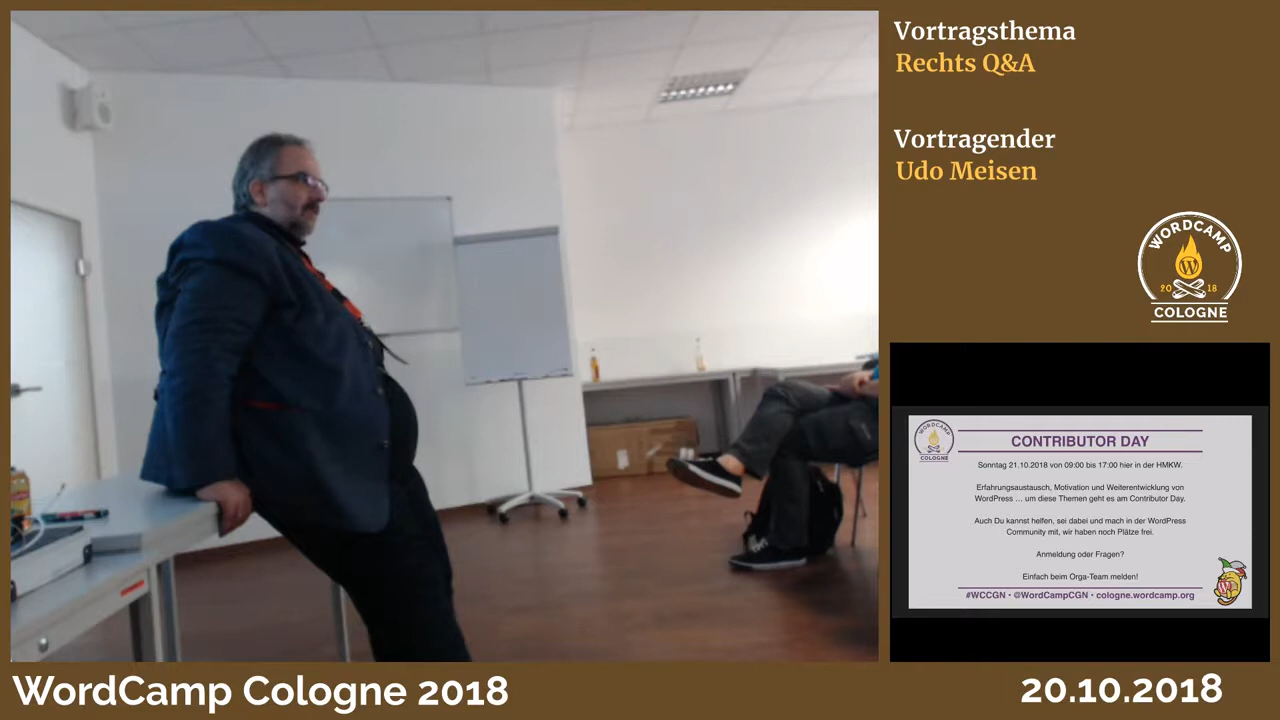 Vortragsthema
Rechts Q&A
Vortragender
Udo Meisen
WORDCAMP
2018
COLOGNE
WORDCAMP
COLOGNE
CONTRIBUTOR DAY
Sonntag 21.10.2018 von 09:00 bis 17:00 hier in der HMKW.
Erfahrungsaustausch, Motivation und Weiterentwicklung von
WordPress ... um diese Themen geht es am Contributor Day.
Auch Du kannst helfen, sei dabei und mach in der WordPress
Community mit, wir haben noch Plätze frei.
Anmeldung oder Fragen?
Einfach beim Orga-Team melden!
#WCCGN • @WordCampCGN • cologne.wordcamp.org
WordCamp Cologne 2018
20.10.2018